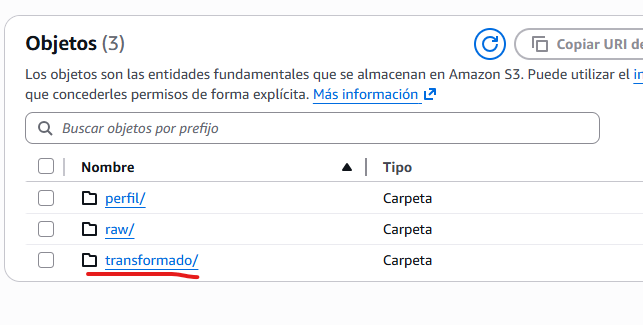 Objetos (3)
Copiar URI de
Los objetos son las entidades fundamentales que se almacenan en Amazon S3. Puede utilizar el in
que concederles permisos de forma explícita. Más información
Buscar objetos por prefijo
Nombre
Tipo
perfil/
Carpeta
raw/
Carpeta
transformado/
Carpeta